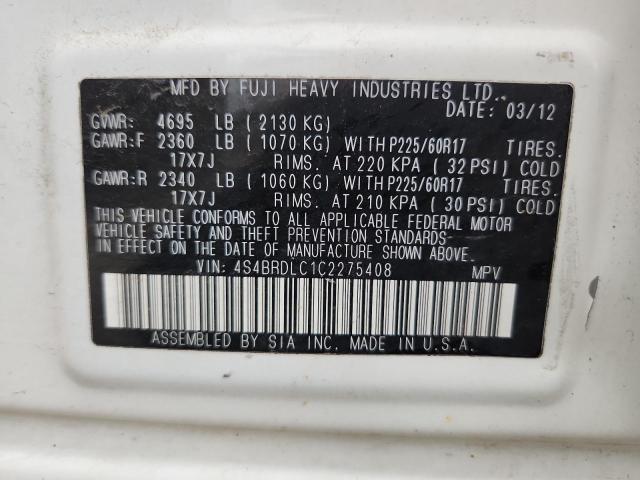 MFD BY FUJI HEAVY INDUSTRIES LTD..
DATE: 03/12
GVWR: 4695 LB (2130 KG)
GAWR:F 2360 LB (1070 KG) WITH P225/60R17 TIRES.
17X7J RIMS. AT 220 KPA (32 PSI) COLD
GAWR:R 2340 LB (1060 KG) WITH P225/60R17 TIRES.
17X7J RIMS. AT 210 KPA (30 PSI) COLD
THIS VEHICLE CONFORMS TO ALL APPLICABLE FEDERAL MOTOR
VEHICLE SAFETY AND THEFT PREVENTION STANDARDS
IN EFFECT ON THE DATE OF MANUFACTURE SHOWN ABOVE.
VIN: 4S4BRDLC1C2275408 MPV
ASSEMBLED BY SIA INC. MADE IN U.S.A.